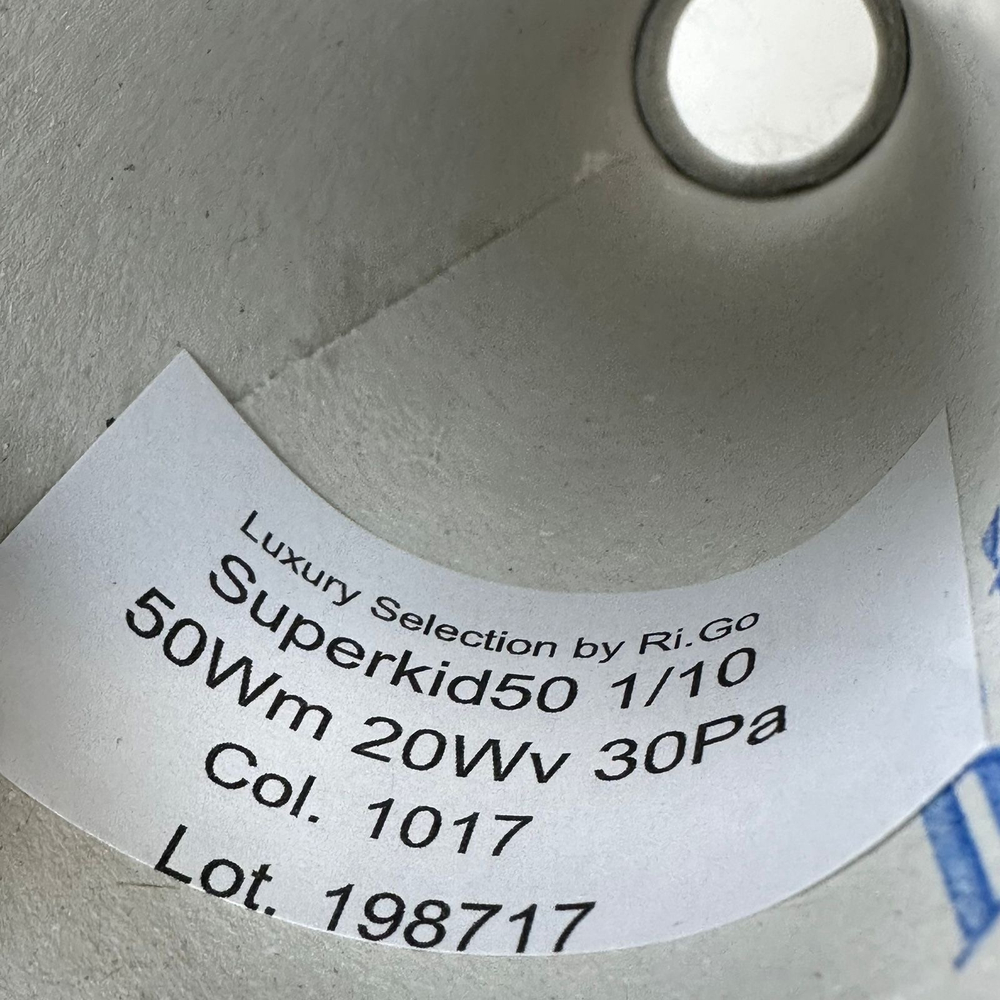 Luxury Selection by Ri.Go
Superkid50 1/10
50Wm 20Wv 30Pa
Col. 1017
Lot. 198717